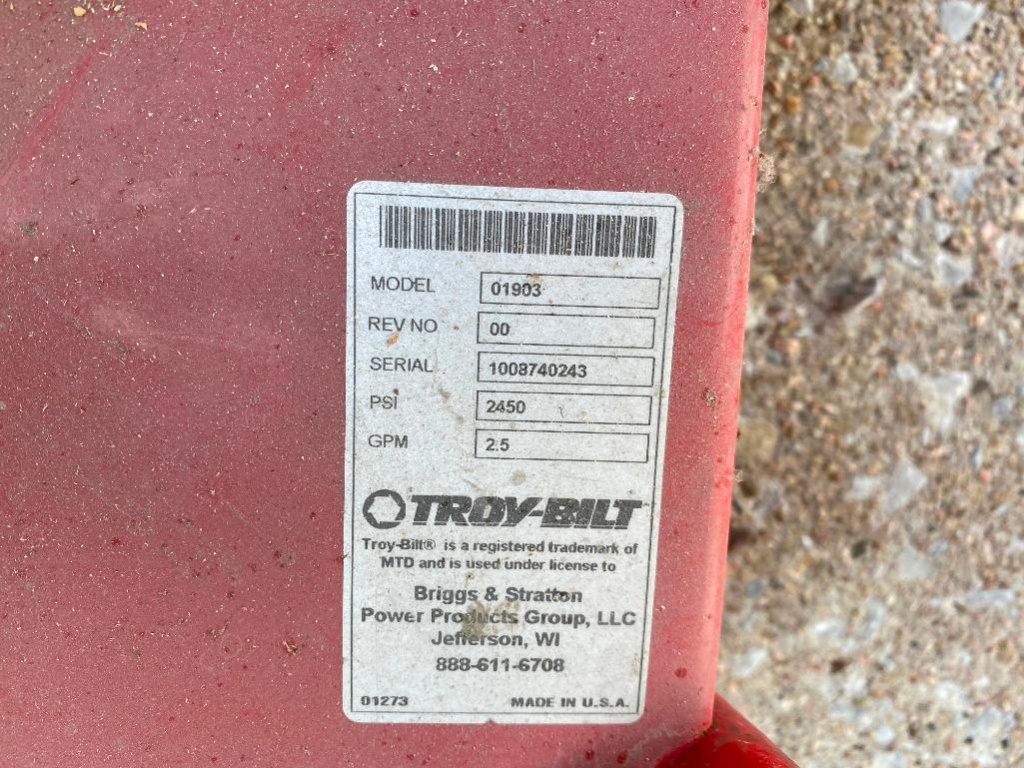 MODEL 01903
REV NO 00
SERIAL 1008740243
PSI 2450
GPM 2.5
TROY-BILT
Troy-Bilt® is a registered trademark of
MTD and is used under license to
Briggs & Stratton
Power Products Group, LLC
Jefferson, WI
888-611-6708
01273 MADE IN U.S.A.